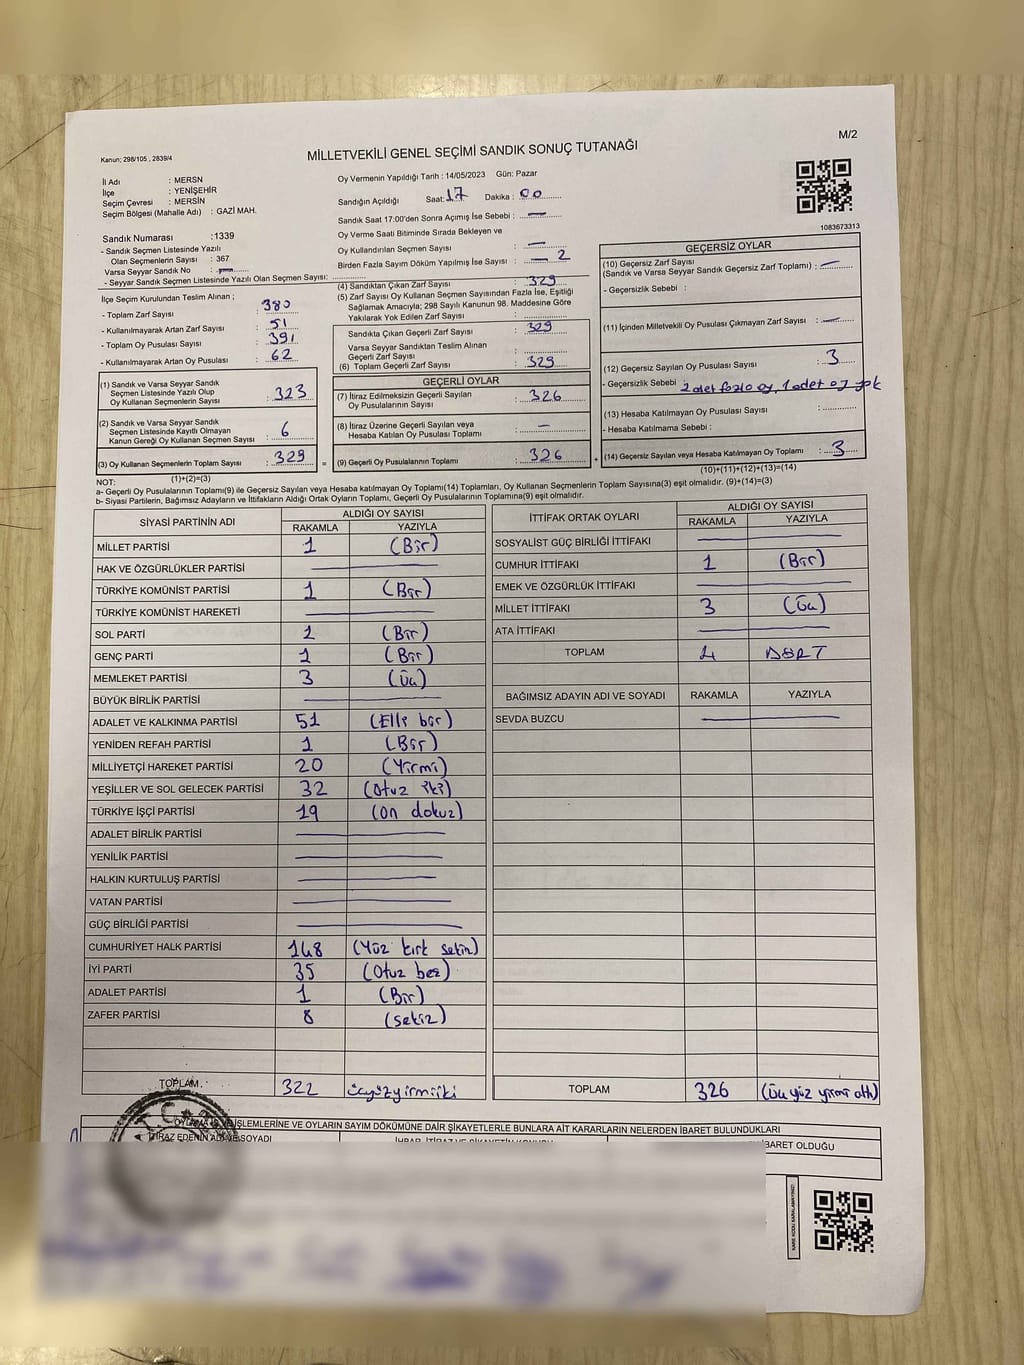 M/2
Kanun; 298/105 , 2839/4
MİLLETVEKİLİ GENEL SEÇİMİ SANDIK SONUÇ TUTANAĞI
İl Adı : MERSN
İlçe : YENİŞEHİR
Seçim Çevresi : MERSİN
Seçim Bölgesi (Mahalle Adı) : GAZİ MAH.
Oy Vermenin Yapıldığı Tarih : 14/05/2023 Gün: Pazar
Sandığın Açıldığı Saat: 17 Dakika : 00
Sandık Saat 17.00'den Sonra Açımış İse Sebebi : —
Oy Verme Saati Bitiminde Sırada Bekleyen ve
Oy Kullandırılan Seçmen Sayısı : —
Birden Fazla Sayım Döküm Yapılmış İse Sayısı : — 2
1083673313
Sandık Numarası :1339
- Sandık Seçmen Listesinde Yazılı
Olan Seçmenlerin Sayısı : 367
Varsa Seyyar Sandık No : —
- Seyyar Sandık Seçmen Listesinde Yazılı Olan Seçmen Sayısı:
İlçe Seçim Kurulundan Teslim Alınan ;
- Toplam Zarf Sayısı : 380
- Kullanılmayarak Artan Zarf Sayısı : 51
- Toplam Oy Pusulası Sayısı : 391
- Kullanılmayarak Artan Oy Pusulası : 62
(1) Sandık ve Varsa Seyyar Sandık
Seçmen Listesinde Yazılı Olup
Oy Kullanan Seçmenlerin Sayısı : 323
(2) Sandık ve Varsa Seyyar Sandık
Seçmen Listesinde Kayıtlı Olmayan
Kanun Gereği Oy Kullanan Seçmen Sayısı : 6
(3) Oy Kullanan Seçmenlerin Toplam Sayısı : 329 =
(1)+(2)=(3)
(4) Sandıktan Çıkan Zarf Sayısı : 329
(5) Zarf Sayısı Oy Kullanan Seçmen Sayısından Fazla İse, Eşitliği
Sağlamak Amacıyla; 298 Sayılı Kanunun 98. Maddesine Göre
Yakılarak Yok Edilen Zarf Sayısı :
Sandıkta Çıkan Geçerli Zarf Sayısı : 329
Varsa Seyyar Sandıktan Teslim Alınan
Geçerli Zarf Sayısı :
(6) Toplam Geçerli Zarf Sayısı : 329
GEÇERLİ OYLAR
(7) İtiraz Edilmeksizin Geçerli Sayılan
Oy Pusulalarının Sayısı : 326
(8) İtiraz Üzerine Geçerli Sayılan veya
Hesaba Katılan Oy Pusulası Toplamı : —
(9) Geçerli Oy Pusulalarının Toplamı : 326 +
GEÇERSİZ OYLAR
(10) Geçersiz Zarf Sayısı
(Sandık ve Varsa Seyyar Sandık Geçersiz Zarf Toplamı) : —
- Geçersizlik Sebebi :
(11) İçinden Milletvekili Oy Pusulası Çıkmayan Zarf Sayısı : —
(12) Geçersiz Sayılan Oy Pusulası Sayısı : 3
- Geçersizlik Sebebi : 2 adet fazla oy, 1 adet oy yok
(13) Hesaba Katılmayan Oy Pusulası Sayısı :
- Hesaba Katılmama Sebebi :
(14) Geçersiz Sayılan veya Hesaba Katılmayan Oy Toplamı : 3
(10)+(11)+(12)+(13)=(14)
NOT:
a- Geçerli Oy Pusulalarının Toplamı(9) ile Geçersiz Sayılan veya Hesaba Katılmayan Oy Toplamı(14) Toplamları, Oy Kullanan Seçmenlerin Toplam Sayısına(3) eşit olmalıdır. (9)+(14)=(3)
b- Siyasi Partilerin, Bağımsız Adayların ve İttifakların Aldığı Ortak Oyların Toplamı, Geçerli Oy Pusulalarının Toplamına(9) eşit olmalıdır.
SİYASİ PARTİNİN ADI ALDIĞI OY SAYISI
RAKAMLA YAZIYLA
MİLLET PARTİSİ 1 (Bir)
HAK VE ÖZGÜRLÜKLER PARTİSİ —
TÜRKİYE KOMÜNİST PARTİSİ 1 (Bir)
TÜRKİYE KOMÜNİST HAREKETİ —
SOL PARTİ 1 (Bir)
GENÇ PARTİ 1 (Bir)
MEMLEKET PARTİSİ 3 (Üç)
BÜYÜK BİRLİK PARTİSİ —
ADALET VE KALKINMA PARTİSİ 51 (Elli bir)
YENİDEN REFAH PARTİSİ 1 (Bir)
MİLLİYETÇİ HAREKET PARTİSİ 20 (Yirmi)
YEŞİLLER VE SOL GELECEK PARTİSİ 32 (Otuz iki)
TÜRKİYE İŞÇİ PARTİSİ 19 (on dokuz)
ADALET BİRLİK PARTİSİ —
YENİLİK PARTİSİ —
HALKIN KURTULUŞ PARTİSİ —
VATAN PARTİSİ —
GÜÇ BİRLİĞİ PARTİSİ —
CUMHURİYET HALK PARTİSİ 148 (Yüz kırk sekiz)
İYİ PARTİ 35 (Otuz beş)
ADALET PARTİSİ 1 (Bir)
ZAFER PARTİSİ 8 (sekiz)
TOPLAM 322 üçyüzyirmiiki
İTTİFAK ORTAK OYLARI ALDIĞI OY SAYISI
RAKAMLA YAZIYLA
SOSYALİST GÜÇ BİRLİĞİ İTTİFAKI —
CUMHUR İTTİFAKI 1 (Bir)
EMEK VE ÖZGÜRLÜK İTTİFAKI —
MİLLET İTTİFAKI 3 (Üç)
ATA İTTİFAKI —
TOPLAM 4 DÖRT
BAĞIMSIZ ADAYIN ADI VE SOYADI RAKAMLA YAZIYLA
SEVDA BUZCU —
TOPLAM 326 (Üç yüz yirmi altı)
T.C.
İŞLEMLERİNE VE OYLARIN SAYIM DÖKÜMÜNE DAİR ŞİKAYETLERLE BUNLARA AİT KARARLARIN NELERDEN İBARET BULUNDUKLARI
İTİRAZ EDENİN ADI VE SOYADI
İBARET OLDUĞU